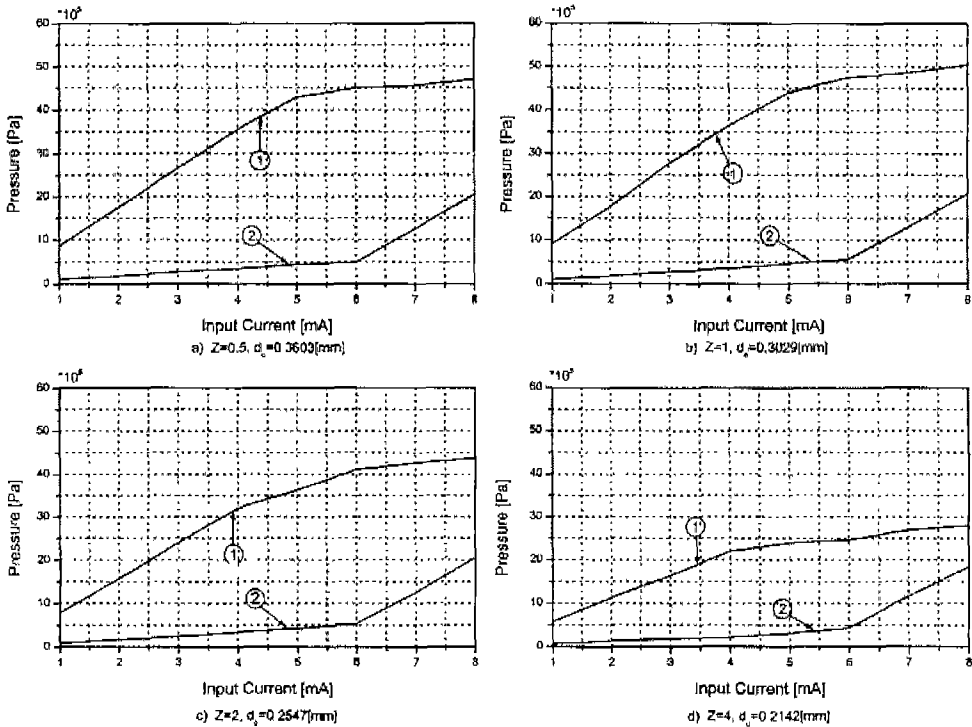 *10⁵
60
50
40
30
20
10
0
Pressure [Pa]
1
2
1 2 3 4 5 6 7 8
Input Current [mA]
a) Z=0.5, dₒ=0.3603[mm]
*10⁵
60
50
40
30
20
10
0
Pressure [Pa]
1
2
1 2 3 4 5 6 7 8
Input Current [mA]
b) Z=1, dₒ=0.3029[mm]
*10⁵
60
50
40
30
20
10
0
Pressure [Pa]
1
2
1 2 3 4 5 6 7 8
Input Current [mA]
c) Z=2, dₒ=0.2547[mm]
*10⁵
60
50
40
30
20
10
0
Pressure [Pa]
1
2
1 2 3 4 5 6 7 8
Input Current [mA]
d) Z=4, dₒ=0.2142[mm]